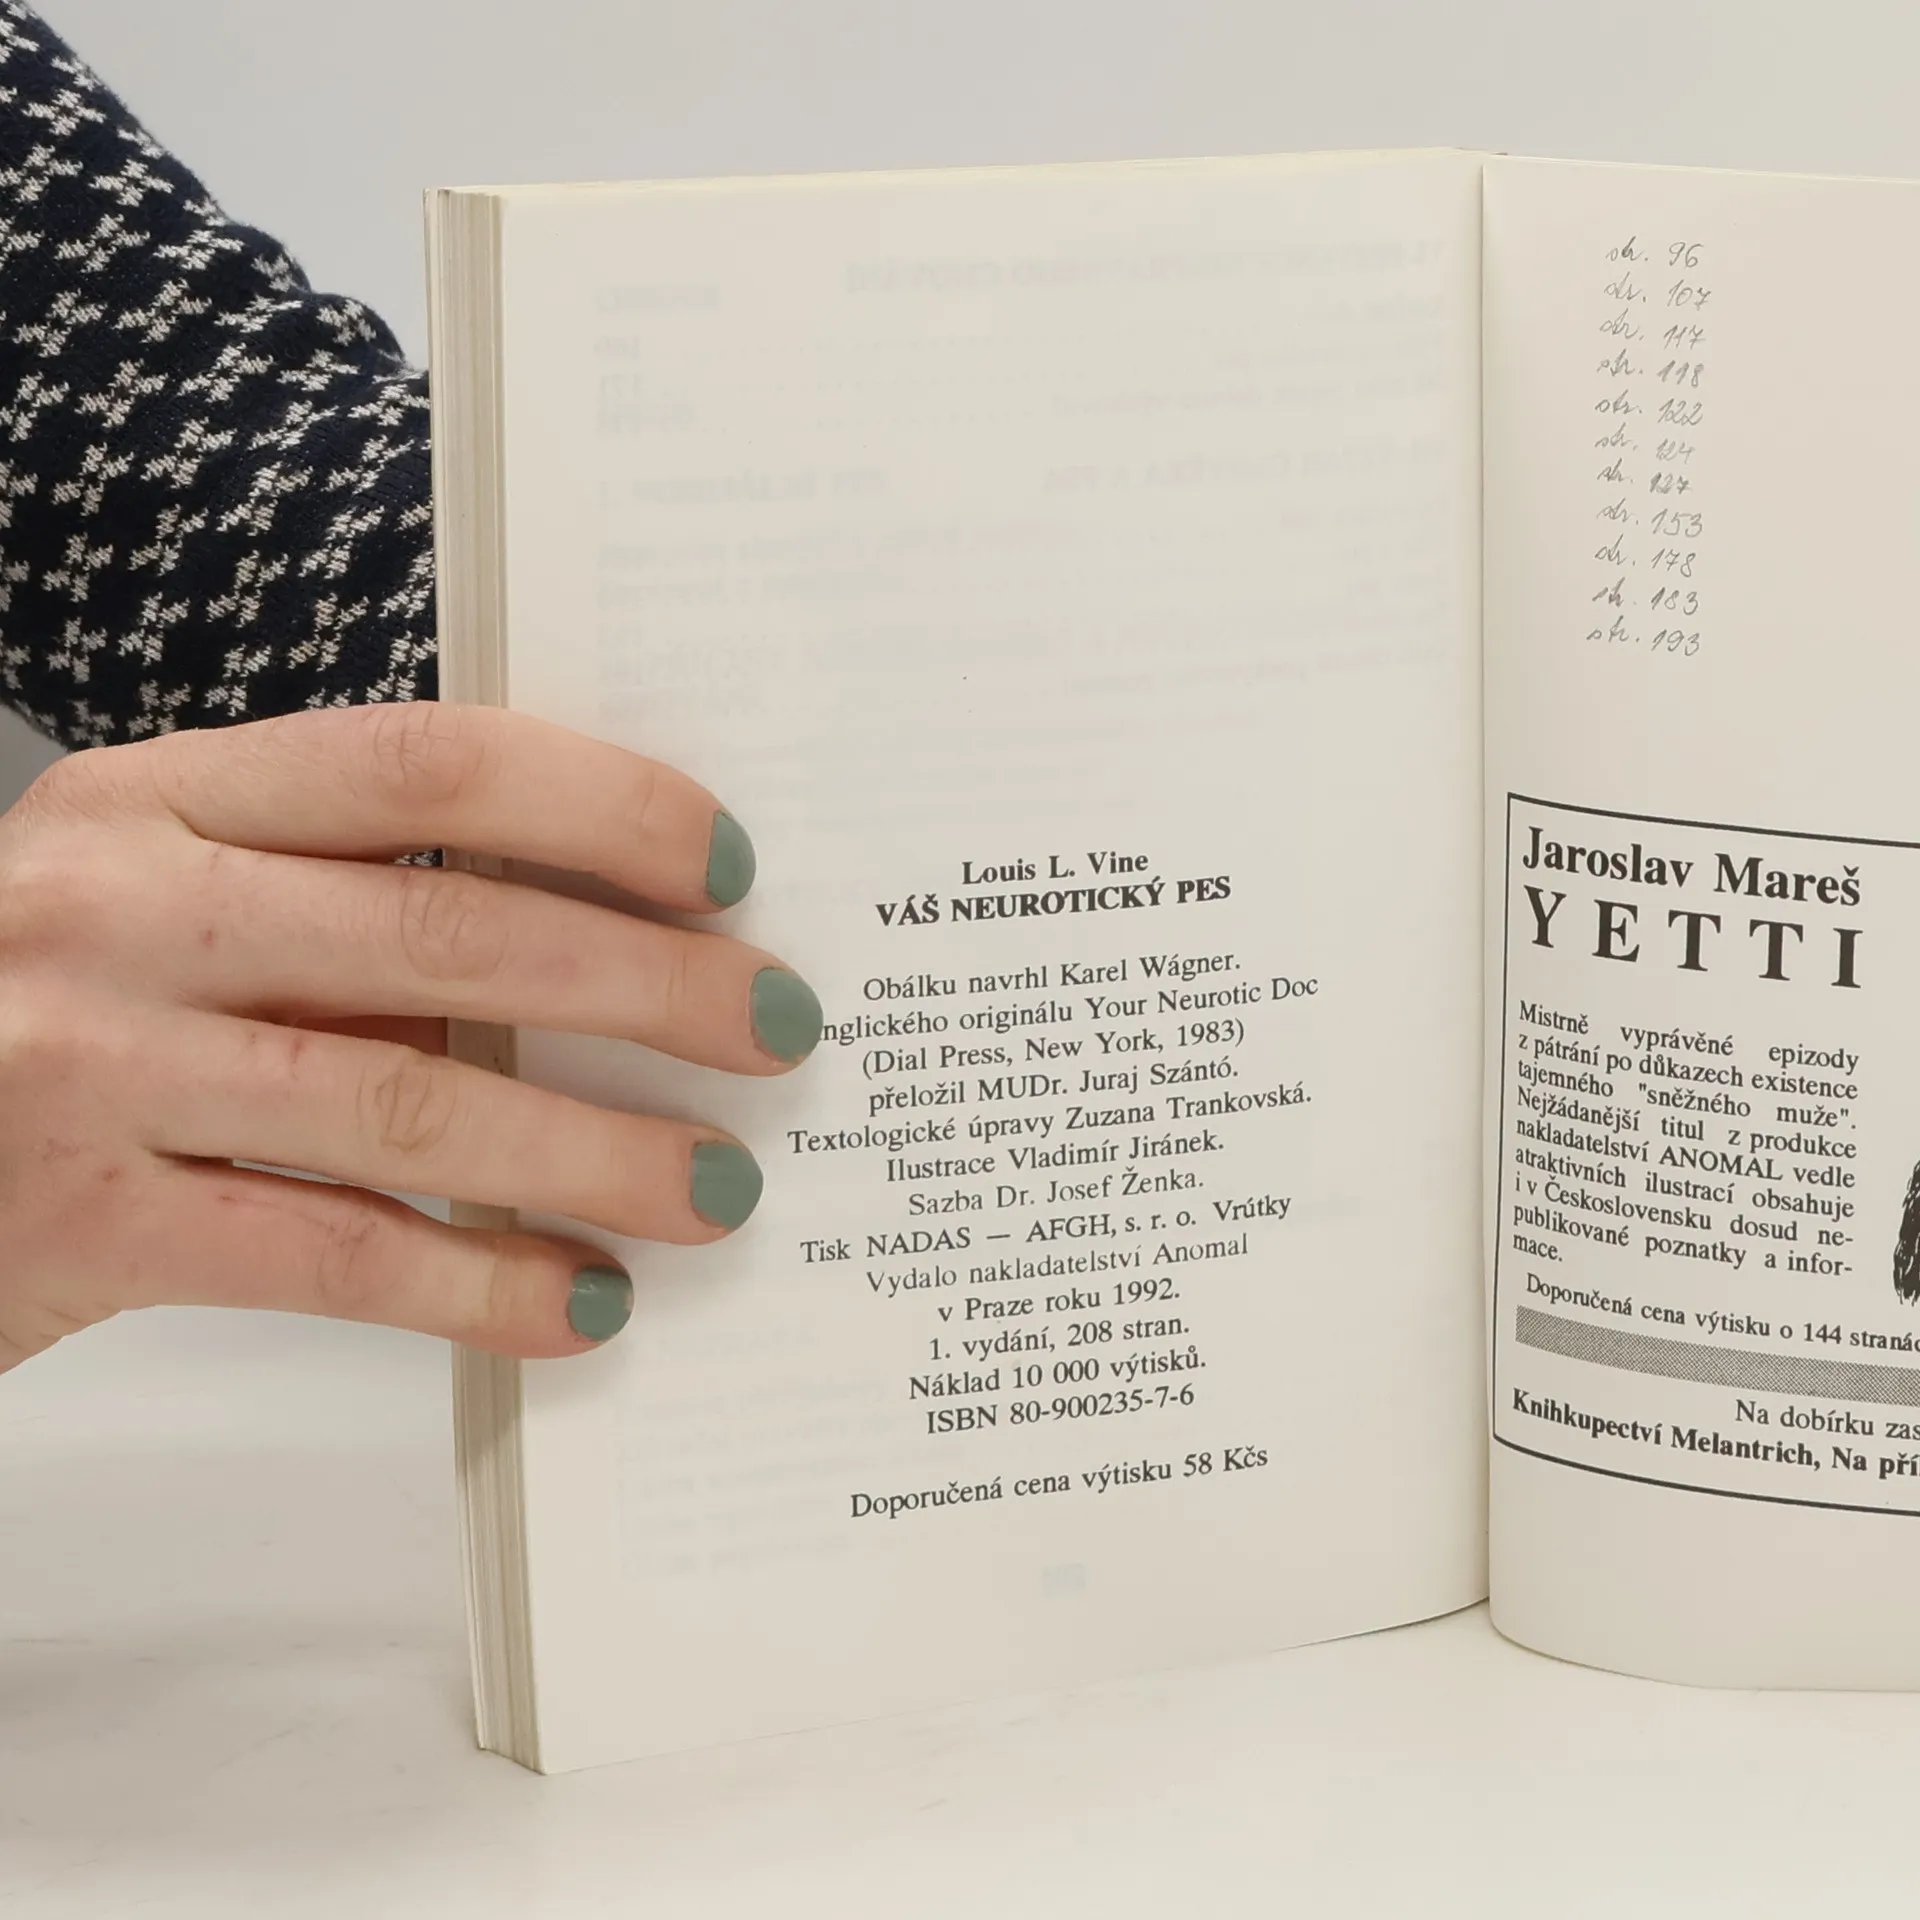 Louis L. Vine
VÁŠ NEUROTICKÝ PES
Obálku navrhl Karel Wágner.
nglického originálu Your Neurotic Doc
(Dial Press, New York, 1983)
přeložil MUDr. Juraj Szántó.
Textologické úpravy Zuzana Trankovská.
Ilustrace Vladimír Jiránek.
Sazba Dr. Josef Ženka.
Tisk NADAS — AFGH, s. r. o. Vrútky
Vydalo nakladatelství Anomal
v Praze roku 1992.
1. vydání, 208 stran.
Náklad 10 000 výtisků.
ISBN 80-900235-7-6
Doporučená cena výtisku 58 Kčs
str. 96
str. 107
str. 117
str. 118
str. 122
str. 124
str. 127
str. 153
str. 178
str. 183
str. 193
Jaroslav Mareš
YETTI
Mistrně vyprávěné epizody
z pátrání po důkazech existence
tajemného "sněžného muže".
Nejžádanější titul z produkce
nakladatelství ANOMAL vedle
atraktivních ilustrací obsahuje
i v Československu dosud ne-
publikované poznatky a infor-
mace.
Doporučená cena výtisku o 144 stranác
Na dobírku zas
Knihkupectví Melantrich, Na pří